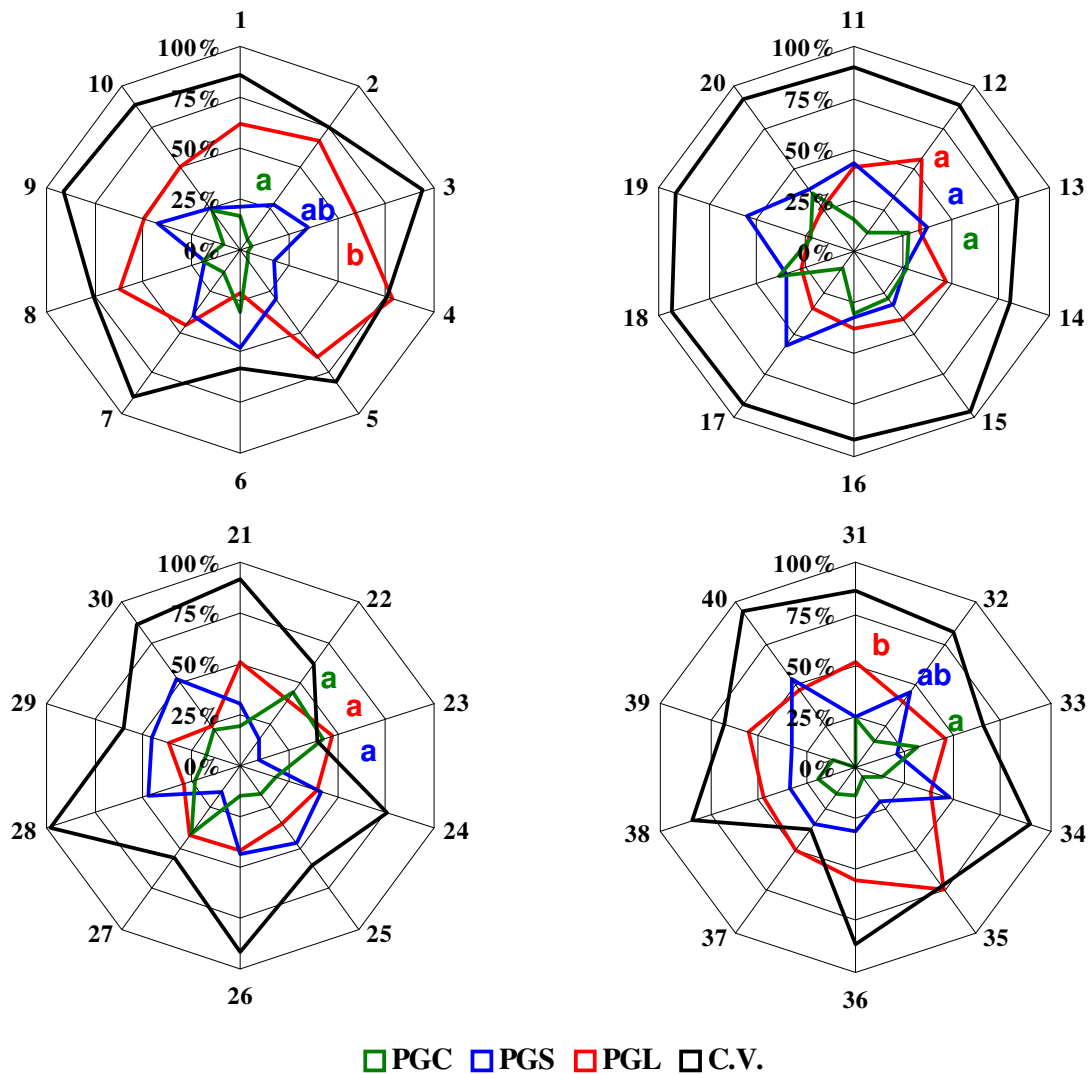 1 11
100% 100%
10 2 20 12
75% 75%
50% 50%
a a
9 25% 3 19 25% 13
ab a
b a
0% 0%
8 4 18 14
7 5 17 15
6 16
21 31
100% 100%
30 22 40 32
75% 75%
50% b 50%
a ab
29 25% 23 39 25% 33
a a
a
0% 0%
28 24 38 34
27 25 37 35
26 36
PGC PGS PGL C.V.